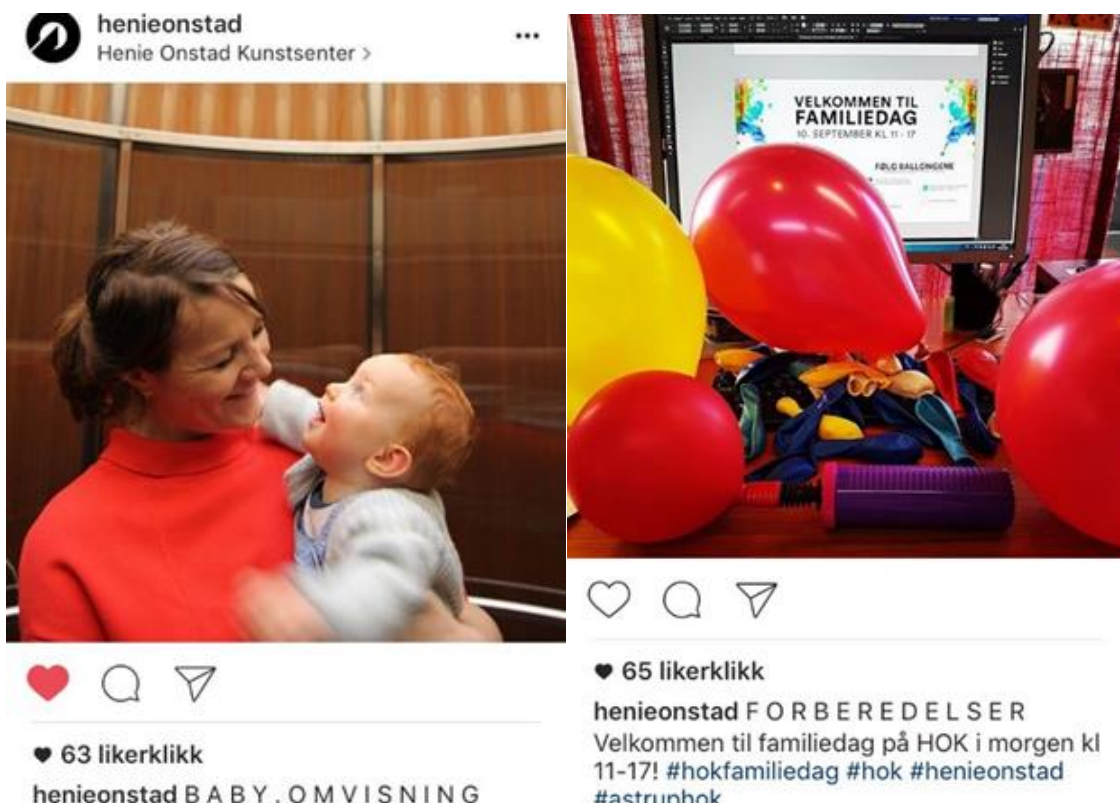 henieonstad
Henie Onstad Kunstsenter >
63 likerklikk
henieonstad B A B Y . O M V I S N I N G
VELKOMMEN TIL
FAMILIEDAG
10. SEPTEMBER KL 11 - 17
FØLG BALLONGENE
65 likerklikk
henieonstad F O R B E R E D E L S E R
Velkommen til familiedag på HOK i morgen kl
11-17! #hokfamiliedag #hok #henieonstad
#astruphok